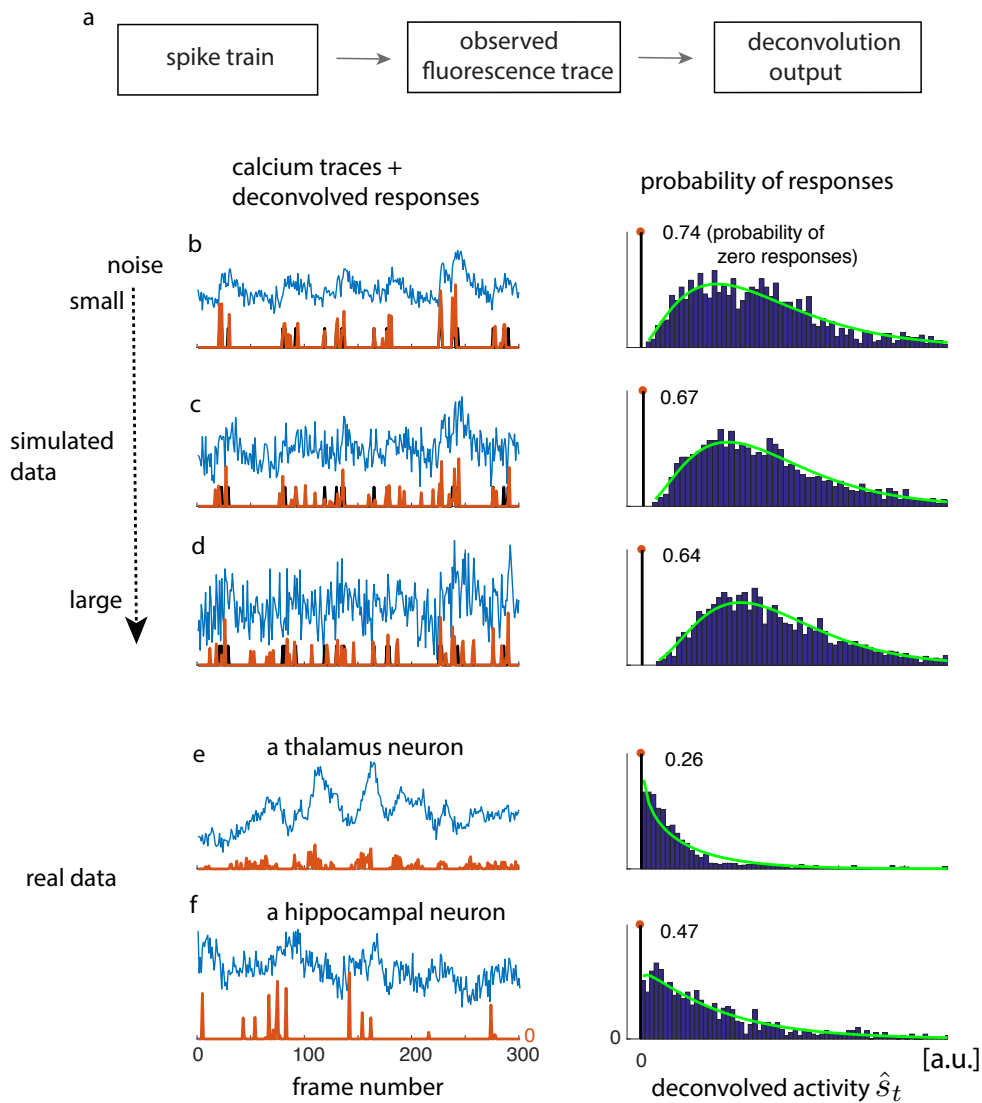 a
spike train
observed
fluorescence trace
deconvolution
output
calcium traces +
deconvolved responses
probability of responses
b
noise
small
0.74 (probability of
zero responses)
c
simulated
data
0.67
d
large
0.64
e
a thalamus neuron
0.26
real data
f
a hippocampal neuron
0.47
0
0
0
100
200
300
0
[a.u.]
frame number
deconvolved activity ŝ_t